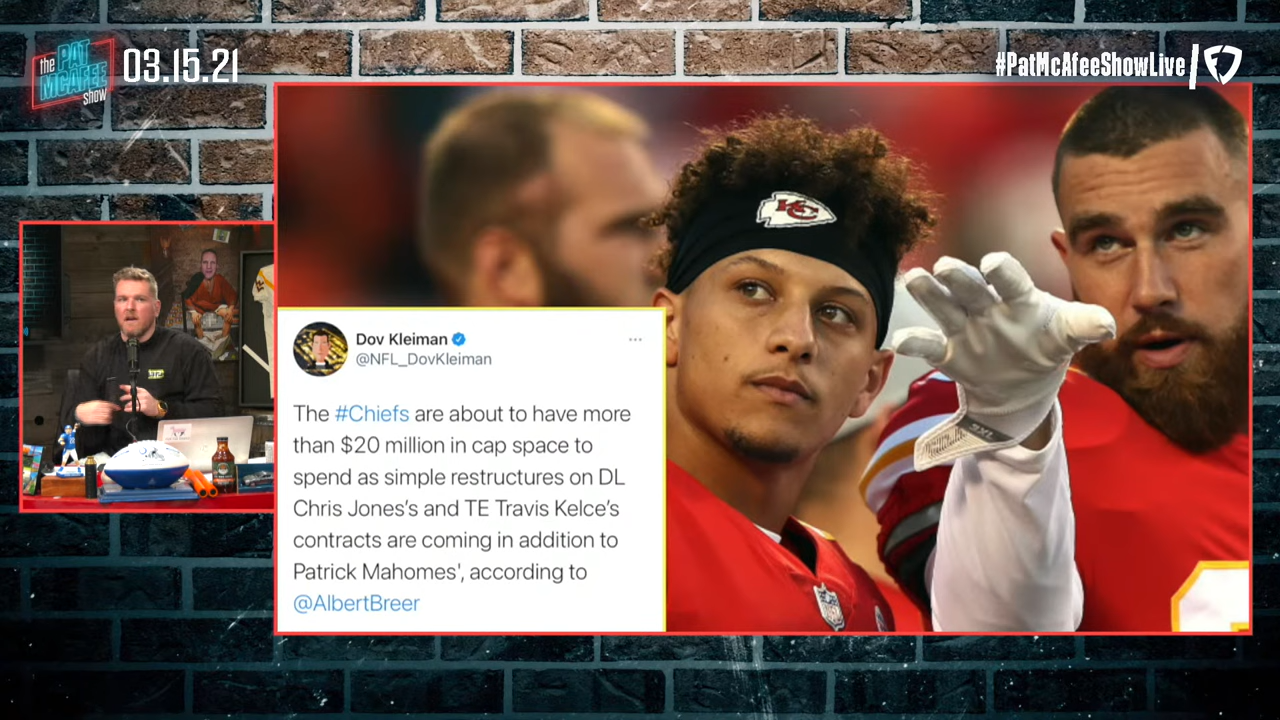 the
PAT
MCAFEE
show
03.15.21
#PatMcAfeeShowLive
Dov Kleiman
@NFL_DovKleiman
The #Chiefs are about to have more
than $20 million in cap space to
spend as simple restructures on DL
Chris Jones's and TE Travis Kelce's
contracts are coming in addition to
Patrick Mahomes', according to
@AlbertBreer
KC
NFL